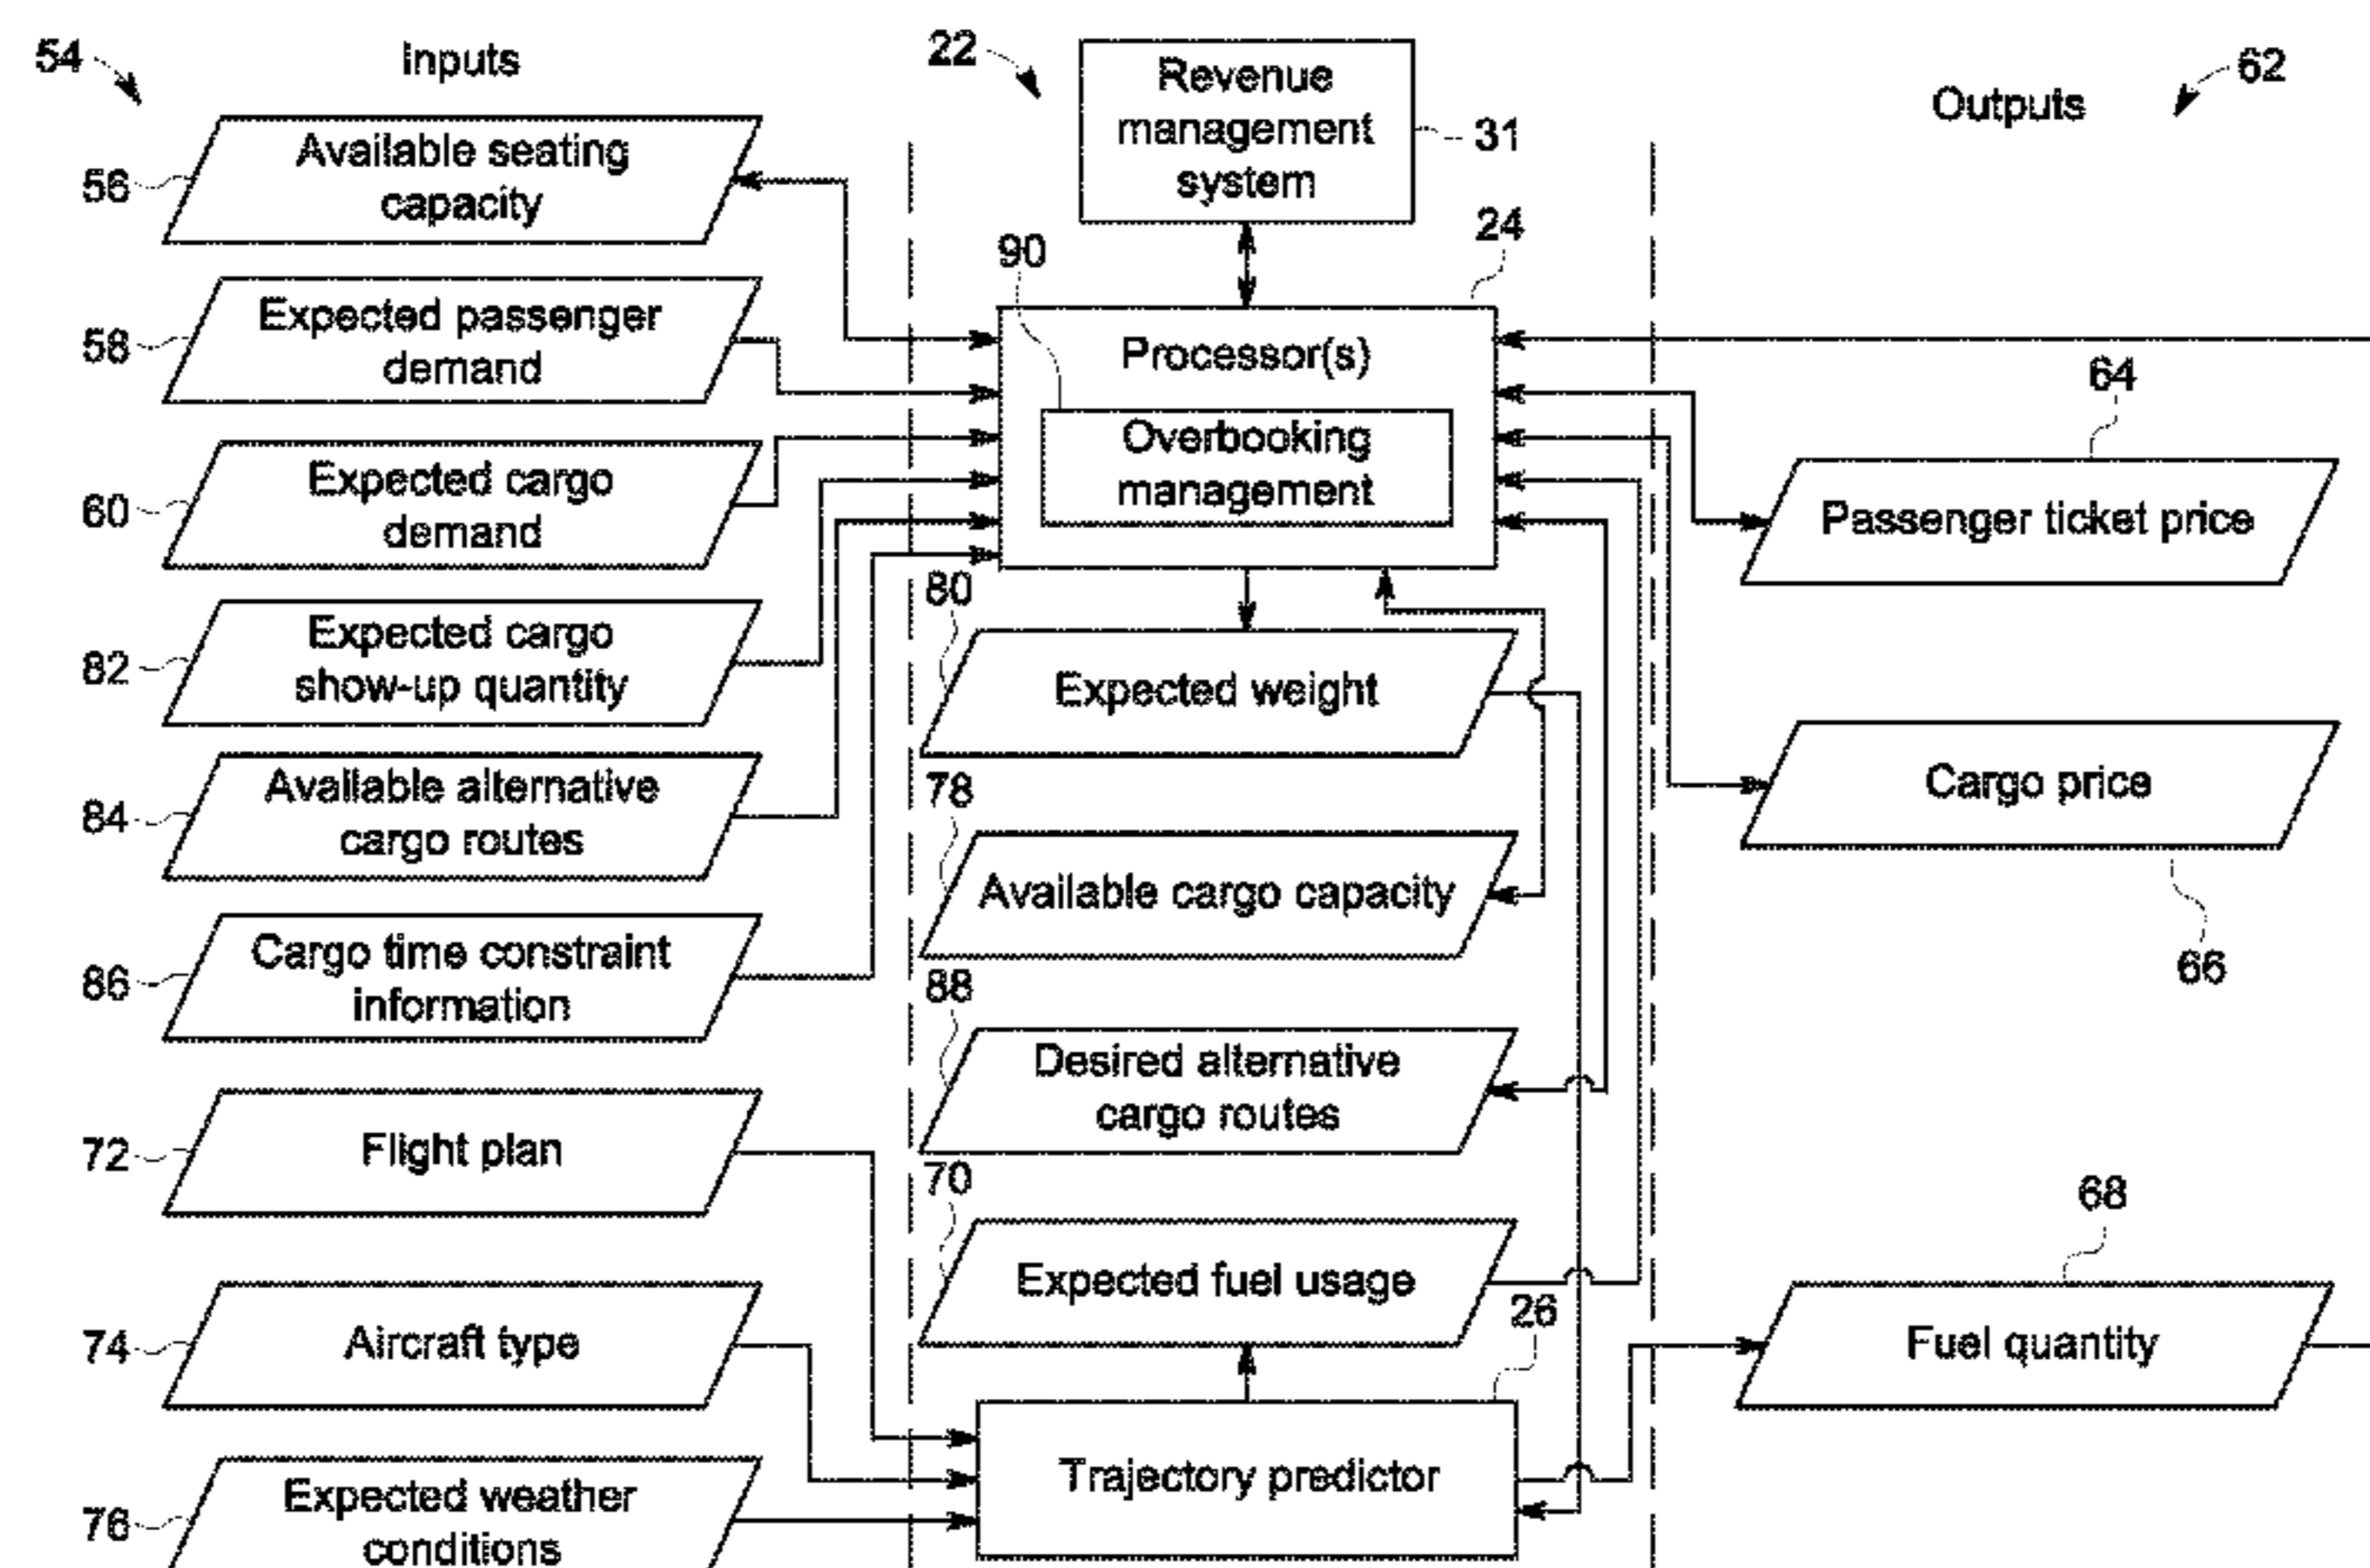 54
Inputs
Available seating
capacity
56
Expected passenger
demand
58
Expected cargo
demand
60
Expected cargo
show-up quantity
82
Available alternative
cargo routes
84
Cargo time constraint
information
86
Flight plan
72
Aircraft type
74
Expected weather
conditions
76
22
Revenue
management
system
31
24
90
Processor(s)
Overbooking
management
80
Expected weight
78
Available cargo capacity
88
Desired alternative
cargo routes
70
Expected fuel usage
26
Trajectory predictor
Outputs
62
64
Passenger ticket price
Cargo price
66
68
Fuel quantity